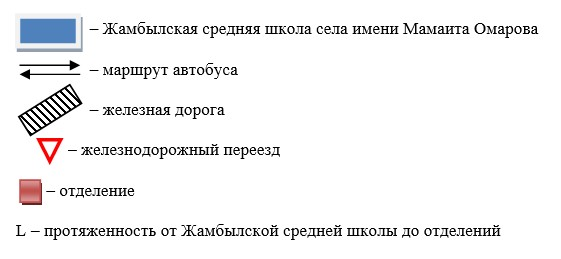 – Жамбылская средняя школа села имени Мамаита Омарова
– маршрут автобуса
– железная дорога
– железнодорожный переезд
– отделение
L – протяженность от Жамбылской средней школы до отделений